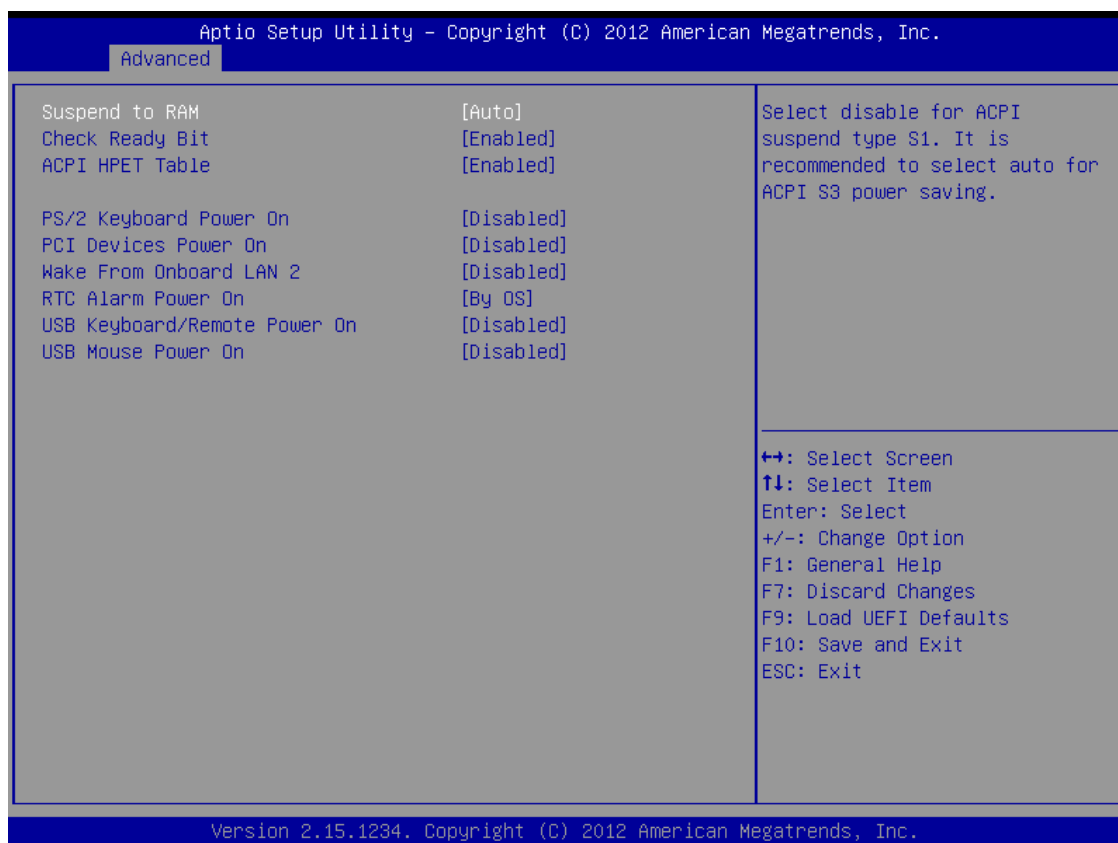 Aptio Setup Utility – Copyright (C) 2012 American Megatrends, Inc.
Advanced
Suspend to RAM [Auto]
Check Ready Bit [Enabled]
ACPI HPET Table [Enabled]
PS/2 Keyboard Power On [Disabled]
PCI Devices Power On [Disabled]
Wake From Onboard LAN 2 [Disabled]
RTC Alarm Power On [By OS]
USB Keyboard/Remote Power On [Disabled]
USB Mouse Power On [Disabled]
Select disable for ACPI
suspend type S1. It is
recommended to select auto for
ACPI S3 power saving.
↔: Select Screen
↑↓: Select Item
Enter: Select
+/-: Change Option
F1: General Help
F7: Discard Changes
F9: Load UEFI Defaults
F10: Save and Exit
ESC: Exit
Version 2.15.1234. Copyright (C) 2012 American Megatrends, Inc.